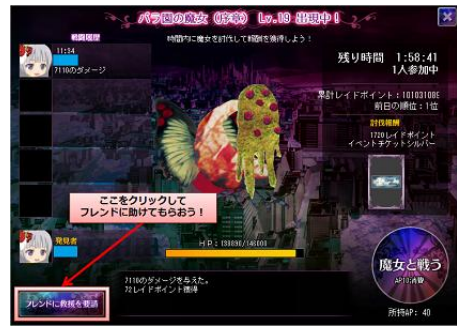 バラ園の魔女（序章） Lv.19 出現中！
戦闘履歴
時間内に魔女を討伐して報酬を獲得しよう！
11:34
7110のダメージ
残り時間 1:58:41
1人参加中
累計レイドポイント：10103108E
前日の順位：1位
討伐報酬
1720レイドポイント
イベントチケットシルバー
ここをクリックして
フレンドに助けてもらおう！
発見者
HP: 138890/146000
7110のダメージを与えた。
72レイドポイント獲得
魔女と戦う
AP10消費
フレンドに救援を要請
所持AP: 40